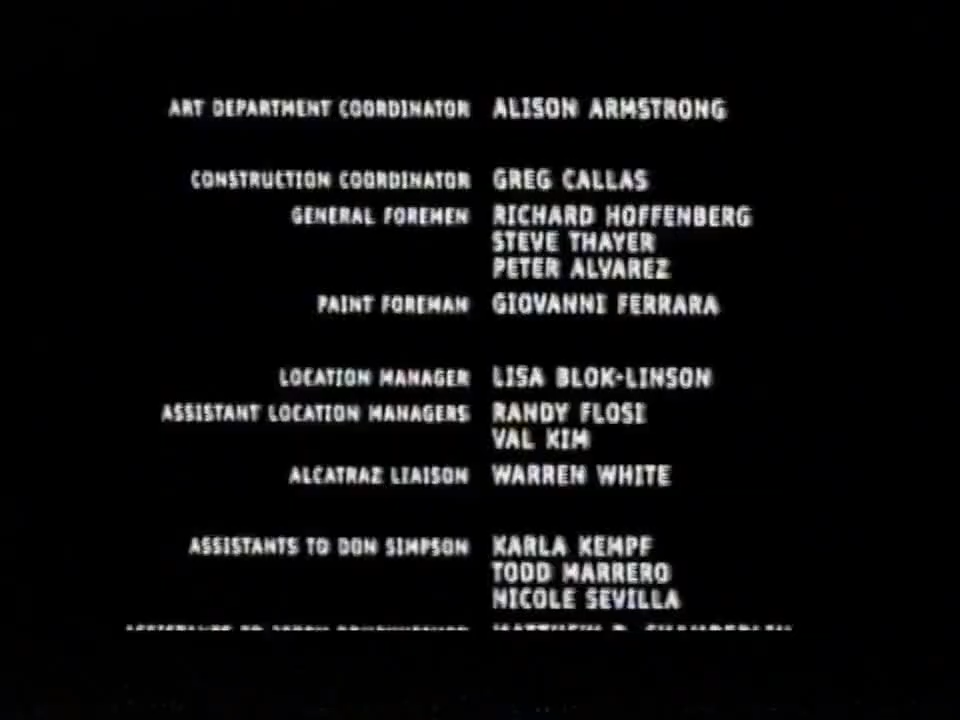 ART DEPARTMENT COORDINATOR ALISON ARMSTRONG
CONSTRUCTION COORDINATOR GREG CALLAS
GENERAL FOREMEN RICHARD HOFFENBERG
STEVE THAYER
PETER ALVAREZ
PAINT FOREMAN GIOVANNI FERRARA
LOCATION MANAGER LISA BLOK-LINSON
ASSISTANT LOCATION MANAGERS RANDY FLOSI
VAL KIM
ALCATRAZ LIAISON WARREN WHITE
ASSISTANTS TO DON SIMPSON KARLA KEMPF
TODD MARRERO
NICOLE SEVILLA